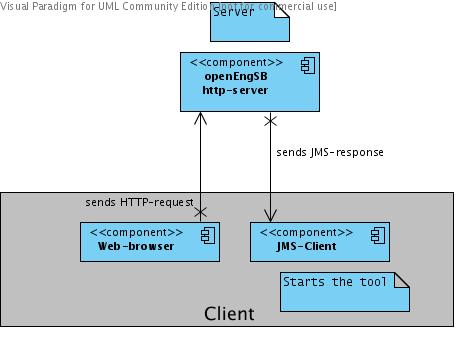 Visual Paradigm for UML Community Edition [not for commercial use]
Server
<<component>>
openEngSB
http-server
sends JMS-response
sends HTTP-request
<<component>>
Web-browser
<<component>>
JMS-Client
Starts the tool
Client